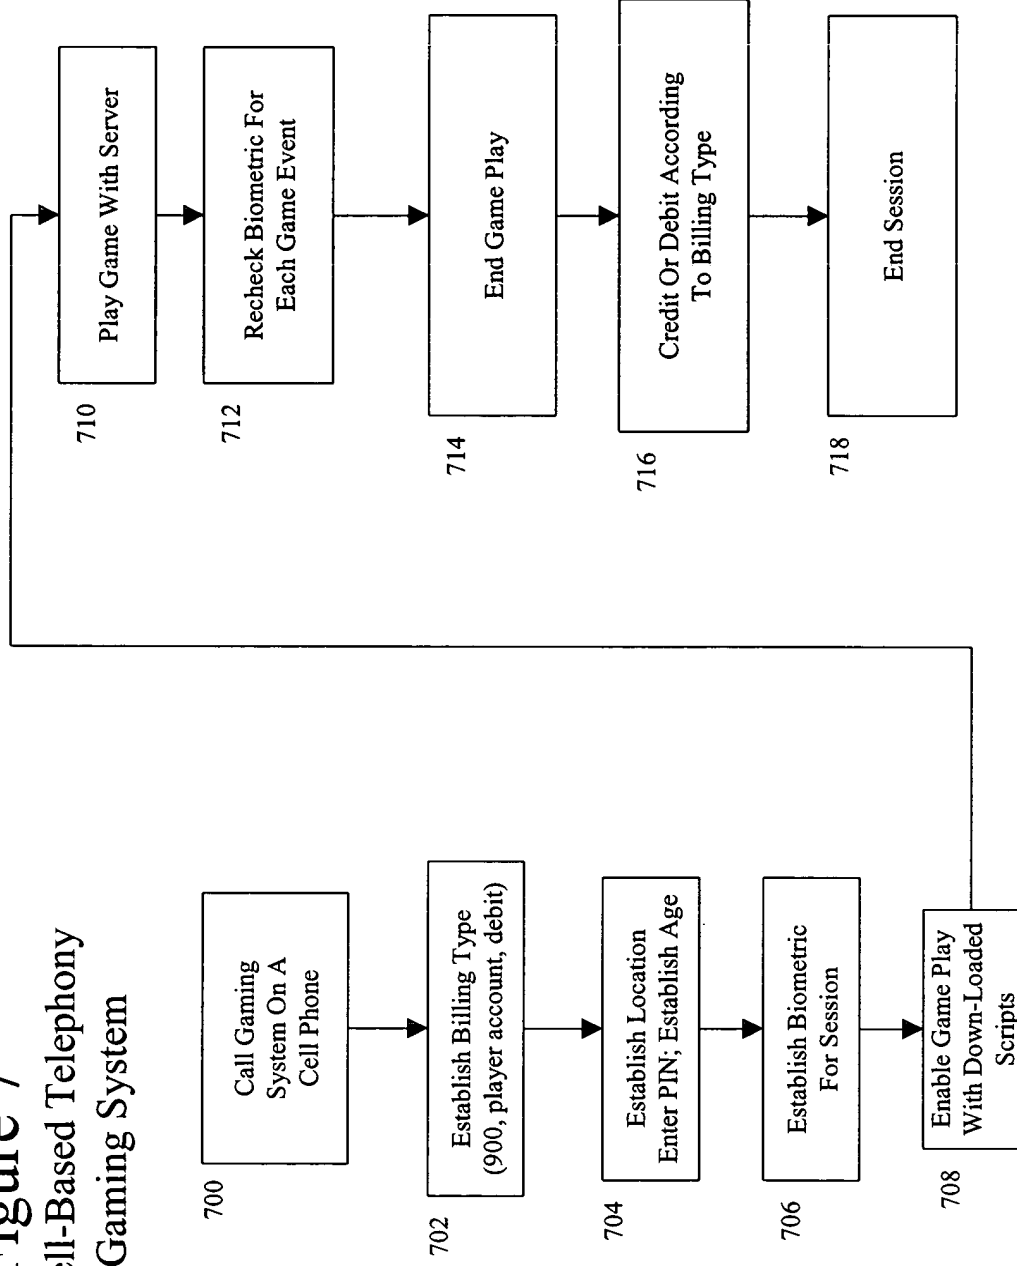 Figure 7
ell-Based Telephony
Gaming System
700
Call Gaming
System On A
Cell Phone
702
Establish Billing Type
(900, player account, debit)
704
Establish Location
Enter PIN; Establish Age
706
Establish Biometric
For Session
708
Enable Game Play
With Down-Loaded
Scripts
710
Play Game With Server
712
Recheck Biometric For
Each Game Event
714
End Game Play
716
Credit Or Debit According
To Billing Type
718
End Session